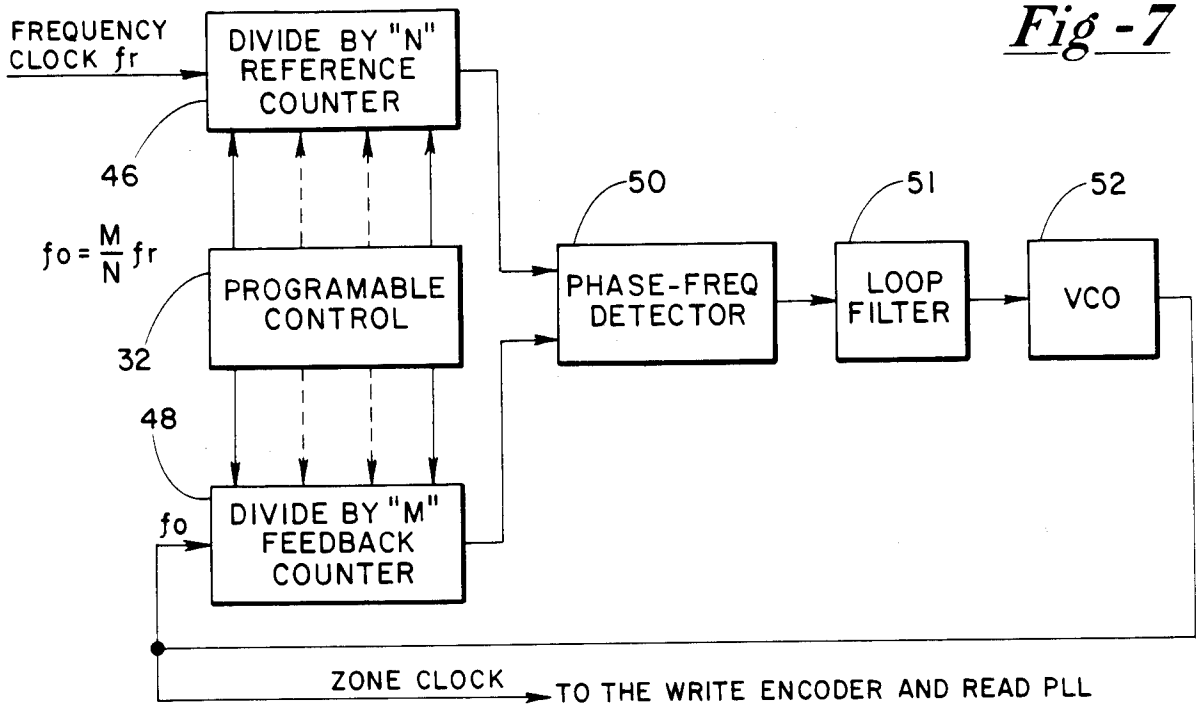 Fig-7
FREQUENCY
CLOCK fr
DIVIDE BY "N"
REFERENCE
COUNTER
46
fo = M/N fr
PROGRAMABLE
CONTROL
32
48
fo
DIVIDE BY "M"
FEEDBACK
COUNTER
50
PHASE-FREQ
DETECTOR
51
LOOP
FILTER
52
VCO
ZONE CLOCK
TO THE WRITE ENCODER AND READ PLL